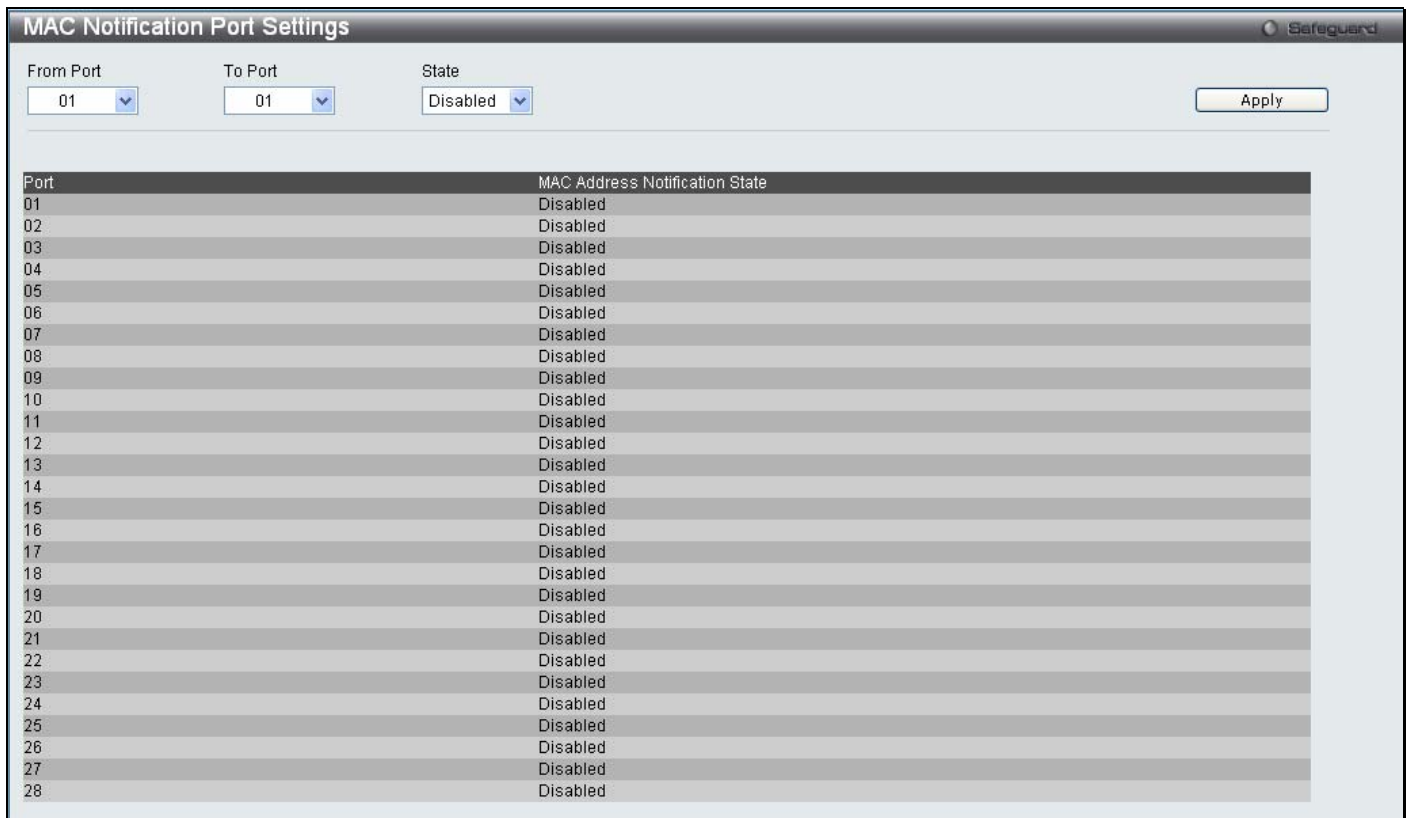 MAC Notification Port Settings
Safeguard
From Port To Port State
01 01 Disabled Apply
Port MAC Address Notification State
01 Disabled
02 Disabled
03 Disabled
04 Disabled
05 Disabled
06 Disabled
07 Disabled
08 Disabled
09 Disabled
10 Disabled
11 Disabled
12 Disabled
13 Disabled
14 Disabled
15 Disabled
16 Disabled
17 Disabled
18 Disabled
19 Disabled
20 Disabled
21 Disabled
22 Disabled
23 Disabled
24 Disabled
25 Disabled
26 Disabled
27 Disabled
28 Disabled